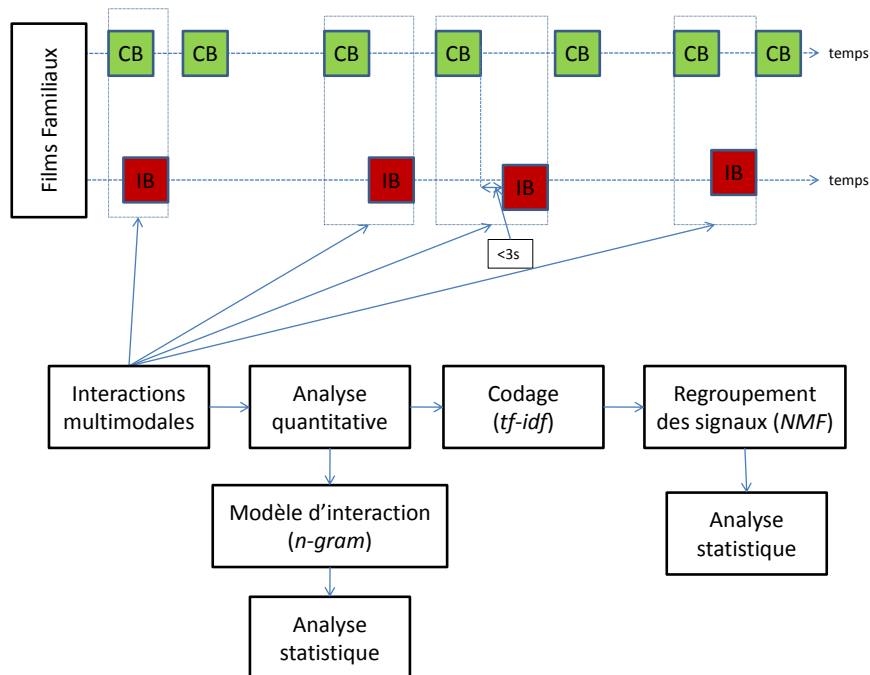 Films Familiaux
CB CB CB CB CB CB CB temps
IB IB IB IB temps
<3s
Interactions
multimodales
Analyse
quantitative
Codage
(tf-idf)
Regroupement
des signaux (NMF)
Modèle d’interaction
(n-gram)
Analyse
statistique
Analyse
statistique